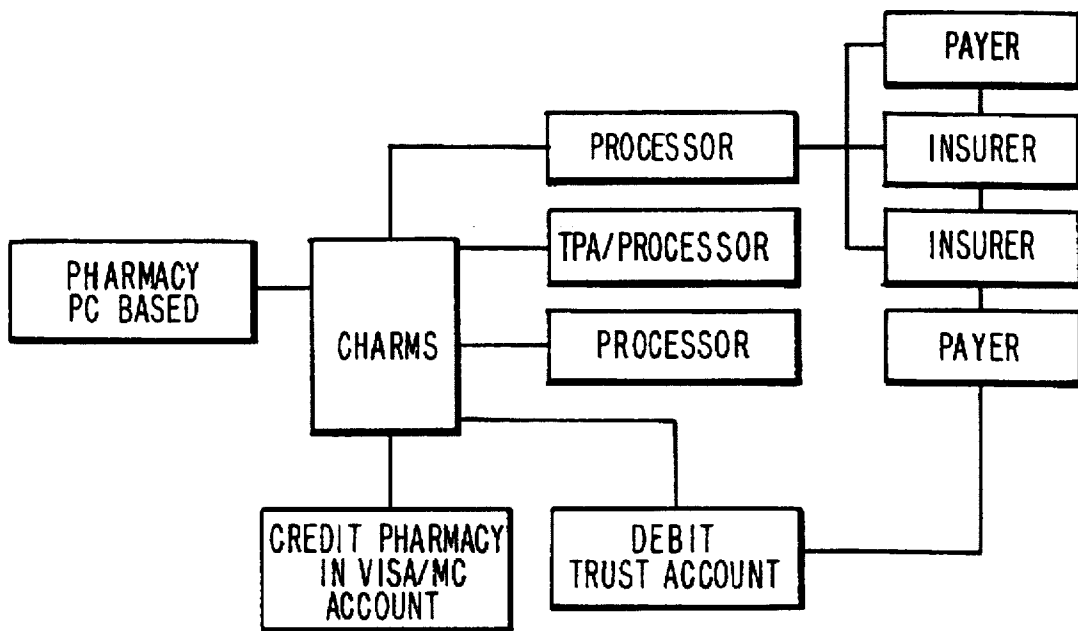 PAYER
PROCESSOR
INSURER
TPA/PROCESSOR
INSURER
PHARMACY
PC BASED
CHARMS
PROCESSOR
PAYER
CREDIT PHARMACY
IN VISA/MC
ACCOUNT
DEBIT
TRUST ACCOUNT